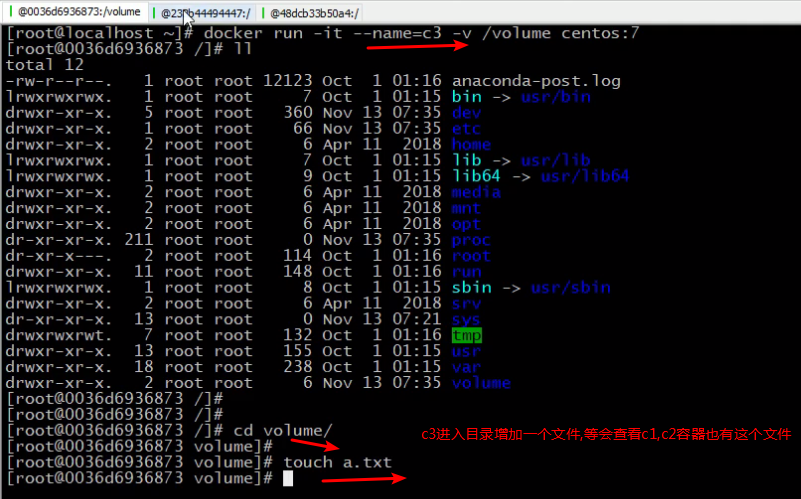 @0036d6936873:/volume @23 b44494447:/ @48dcb33b50a4:/
[root@localhost ~]# docker run -it --name=c3 -v /volume centos:7
[root@0036d6936873 /]# ll
total 12
-rw-r--r--. 1 root root 12123 Oct 1 01:16 anaconda-post.log
lrwxrwxrwx. 1 root root 7 Oct 1 01:15 bin -> usr/bin
drwxr-xr-x. 5 root root 360 Nov 13 07:35 dev
drwxr-xr-x. 1 root root 66 Nov 13 07:35 etc
drwxr-xr-x. 2 root root 6 Apr 11 2018 home
lrwxrwxrwx. 1 root root 7 Oct 1 01:15 lib -> usr/lib
lrwxrwxrwx. 1 root root 9 Oct 1 01:15 lib64 -> usr/lib64
drwxr-xr-x. 2 root root 6 Apr 11 2018 media
drwxr-xr-x. 2 root root 6 Apr 11 2018 mnt
drwxr-xr-x. 2 root root 6 Apr 11 2018 opt
dr-xr-xr-x. 211 root root 0 Nov 13 07:35 proc
dr-xr-x---. 2 root root 114 Oct 1 01:16 root
drwxr-xr-x. 11 root root 148 Oct 1 01:16 run
lrwxrwxrwx. 1 root root 8 Oct 1 01:15 sbin -> usr/sbin
drwxr-xr-x. 2 root root 6 Apr 11 2018 srv
dr-xr-xr-x. 13 root root 0 Nov 13 07:21 sys
drwxrwxrwt. 7 root root 132 Oct 1 01:16 tmp
drwxr-xr-x. 13 root root 155 Oct 1 01:15 usr
drwxr-xr-x. 18 root root 238 Oct 1 01:15 var
drwxr-xr-x. 2 root root 6 Nov 13 07:35 volume
[root@0036d6936873 /]#
[root@0036d6936873 /]#
[root@0036d6936873 /]# cd volume/
c3进入目录增加一个文件,等会查看c1,c2容器也有这个文件
[root@0036d6936873 volume]#
[root@0036d6936873 volume]# touch a.txt
[root@0036d6936873 volume]#